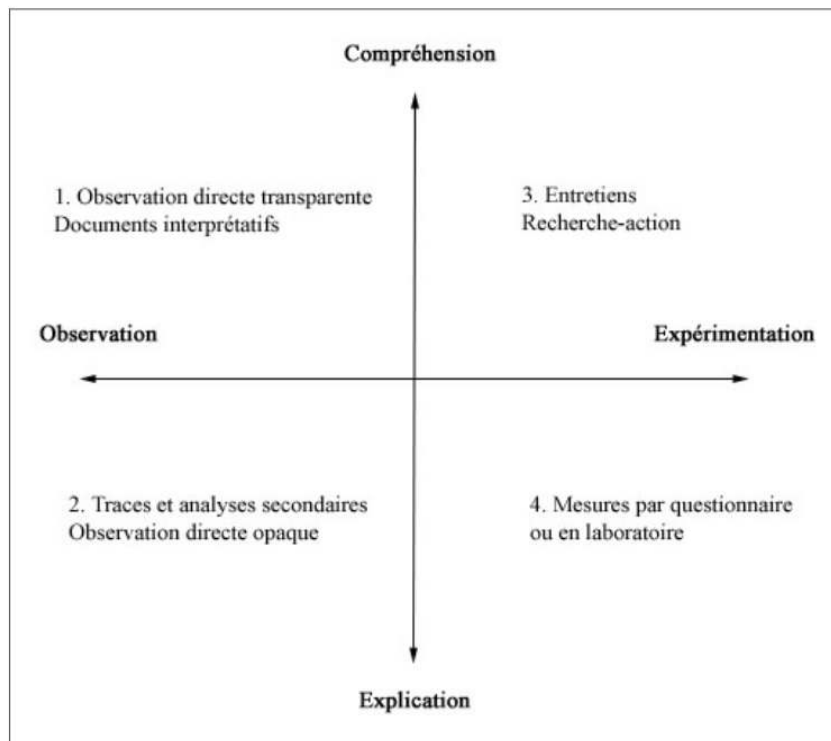 Compréhension
1. Observation directe transparente
Documents interprétatifs
3. Entretiens
Recherche-action
Observation
Expérimentation
2. Traces et analyses secondaires
Observation directe opaque
4. Mesures par questionnaire
ou en laboratoire
Explication